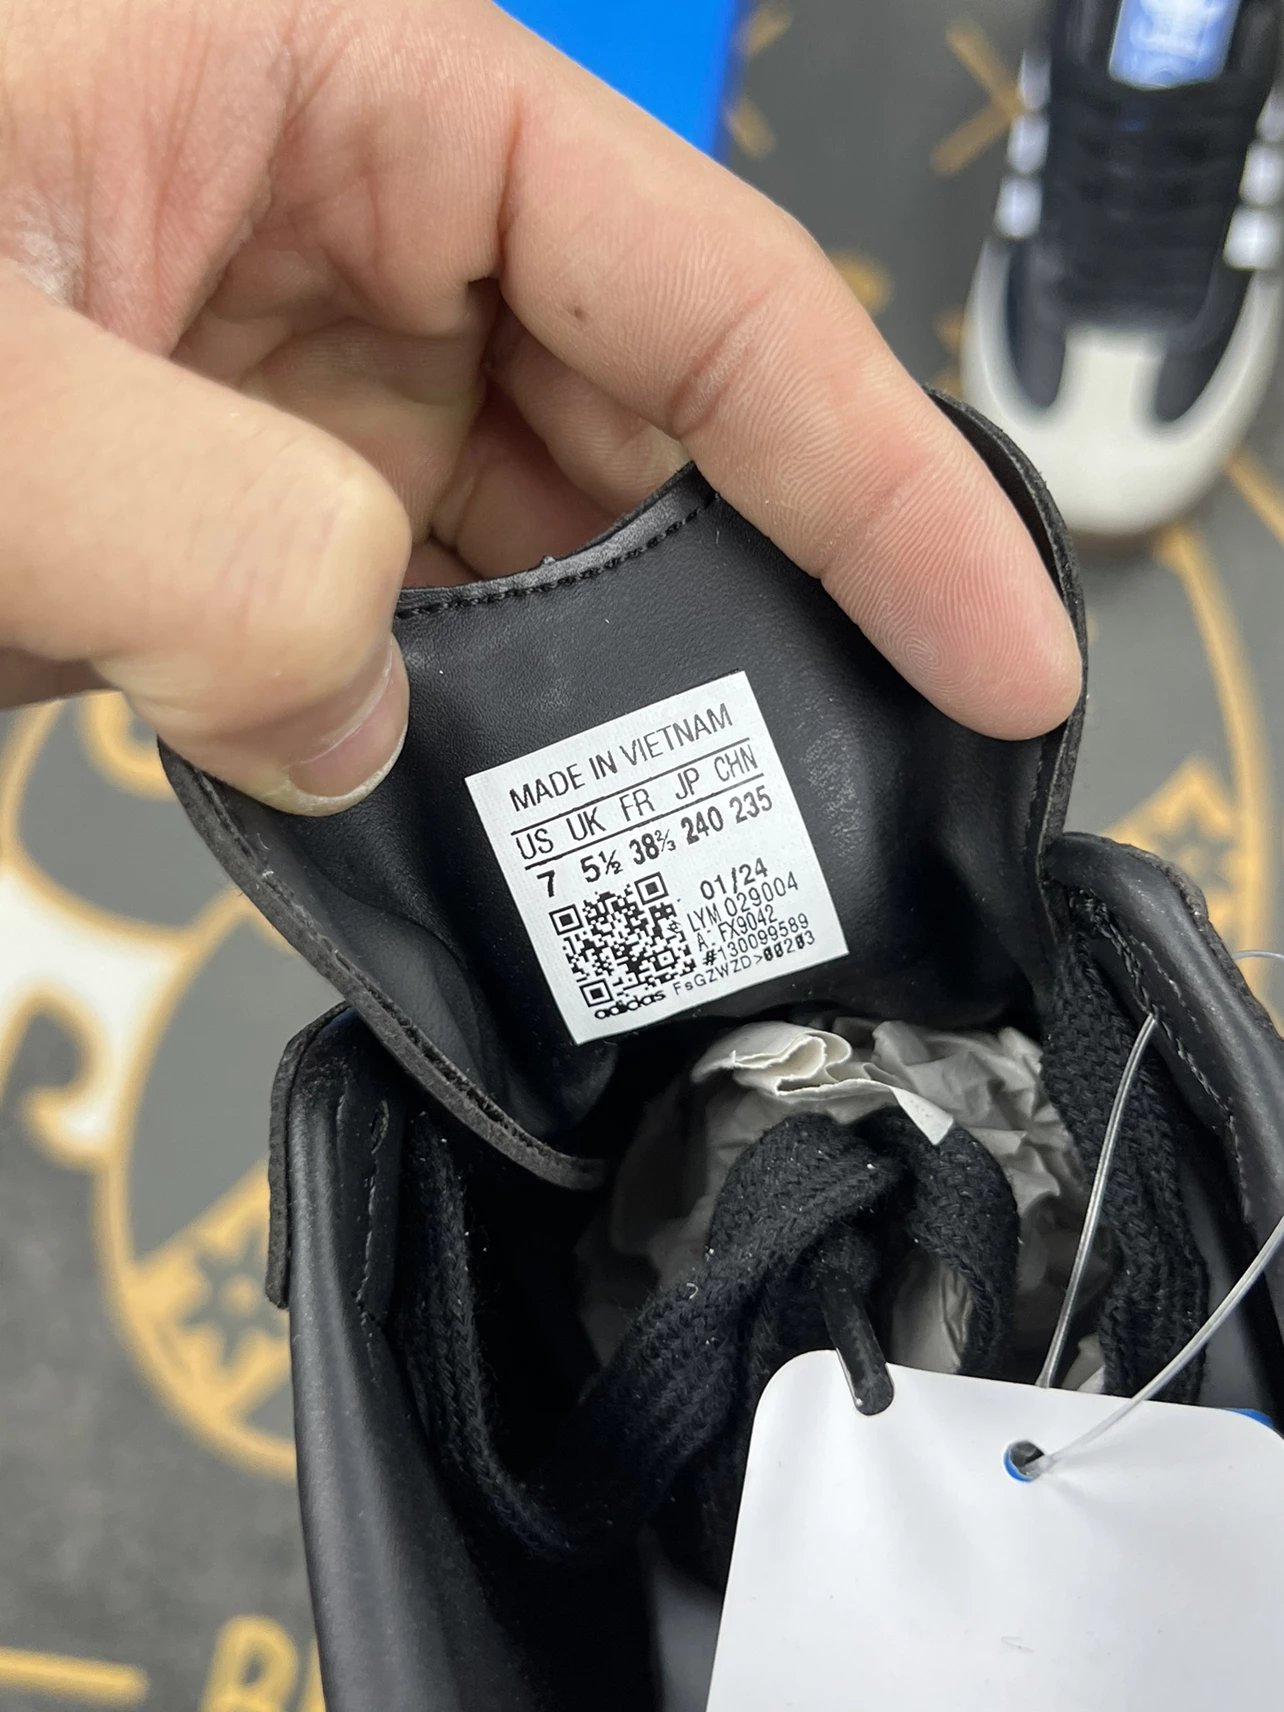 MADE IN VIETNAM
US UK FR JP CHN
7 5½ 38⅔ 240 235
01/24
LYM 029004
A: FX9042
#130099589
adidas FsGZWZD>00203